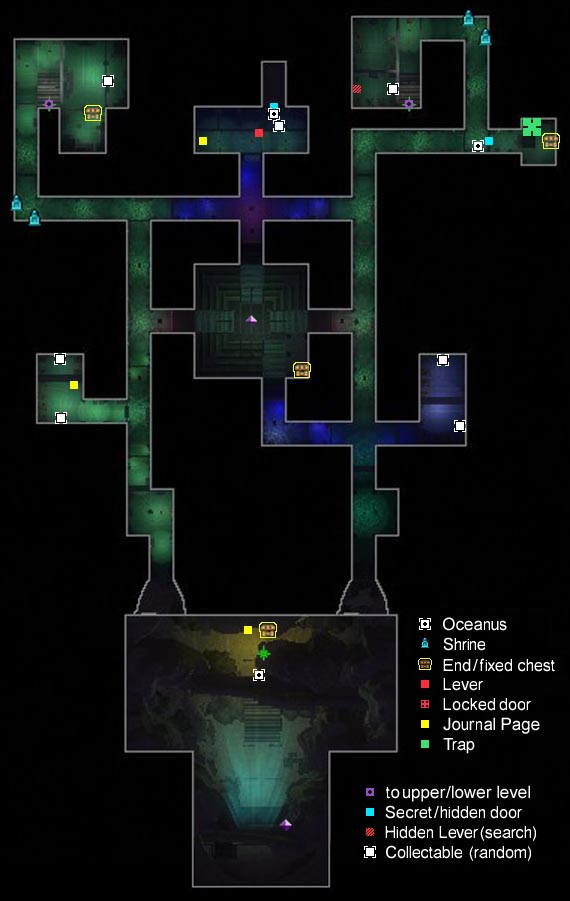 Oceanus
Shrine
End/fixed chest
Lever
Locked door
Journal Page
Trap
to upper/lower level
Secret/hidden door
Hidden Lever (search)
Collectable (random)